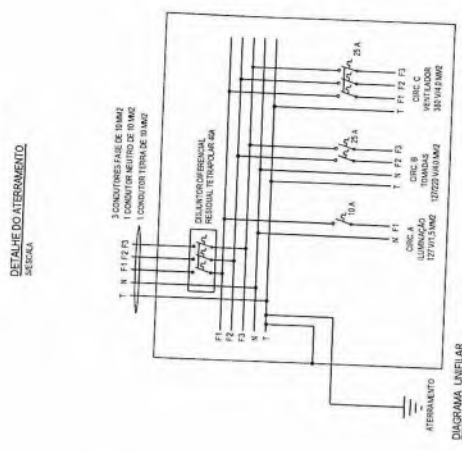 DETALHE DO ATERRAMENTO
S/ESCALA
3 CONDUTORES FASE DE 10 MM2
1 CONDUTOR NEUTRO DE 10 MM2
1 CONDUTOR TERRA DE 10 MM2
T N F1 F2 F3
DISJUNTOR DIFERENCIAL
RESIDUAL TETRAPOLAR 40A
F1
F2
F3
N
T
10 A
25 A
25 A
N F1
CIRC. A
ILUMINAÇÃO
127 V/1,5 MM2
T N F2 F3
CIRC. B
TOMADAS
127/220 V/4,0 MM2
T F1 F2 F3
CIRC. C
VENTILADOR
380 V/4,0 MM2
ATERRAMENTO
DIAGRAMA UNIFILAR